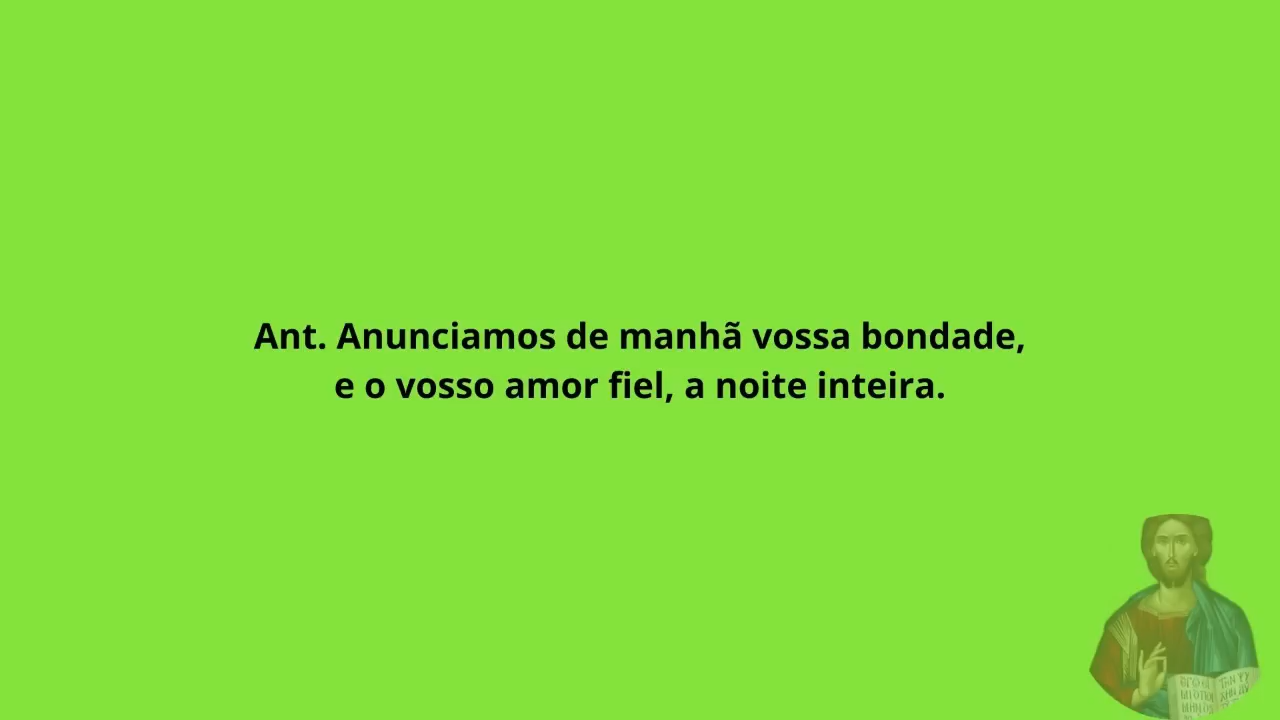 Ant. Anunciamos de manhã vossa bondade,
e o vosso amor fiel, a noite inteira.